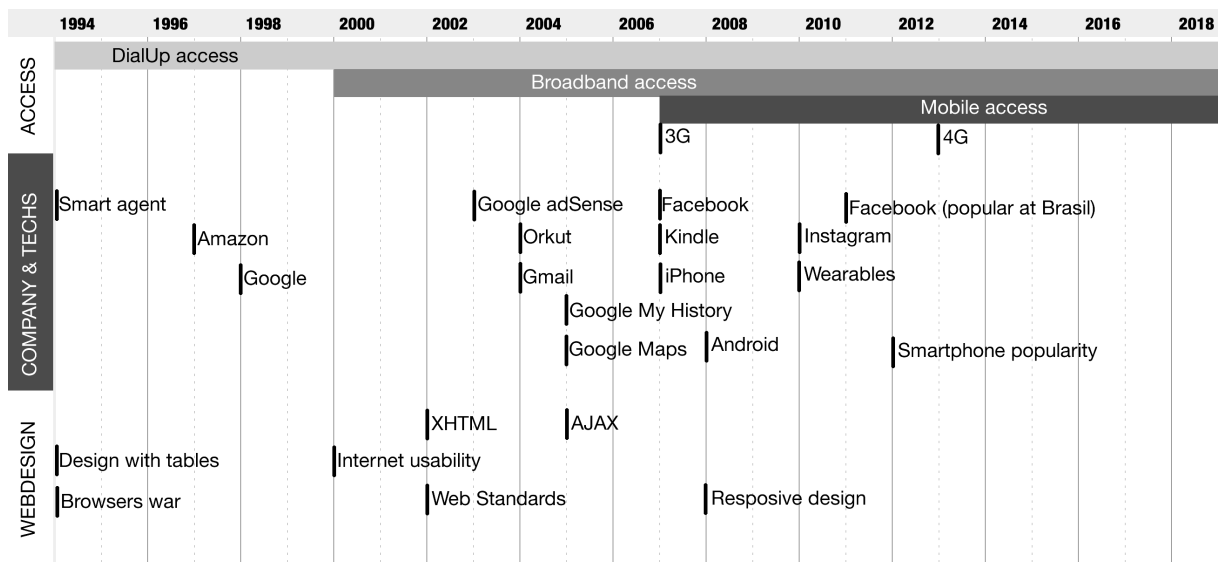 1994 1996 1998 2000 2002 2004 2006 2008 2010 2012 2014 2016 2018
ACCESS
DialUp access
Broadband access
Mobile access
3G 4G
COMPANY & TECHS
Smart agent Google adSense Facebook Facebook (popular at Brasil)
Amazon Orkut Kindle Instagram
Google Gmail iPhone Wearables
Google My History
Google Maps Android Smartphone popularity
WEBDESIGN
XHTML AJAX
Design with tables Internet usability
Browsers war Web Standards Resposive design